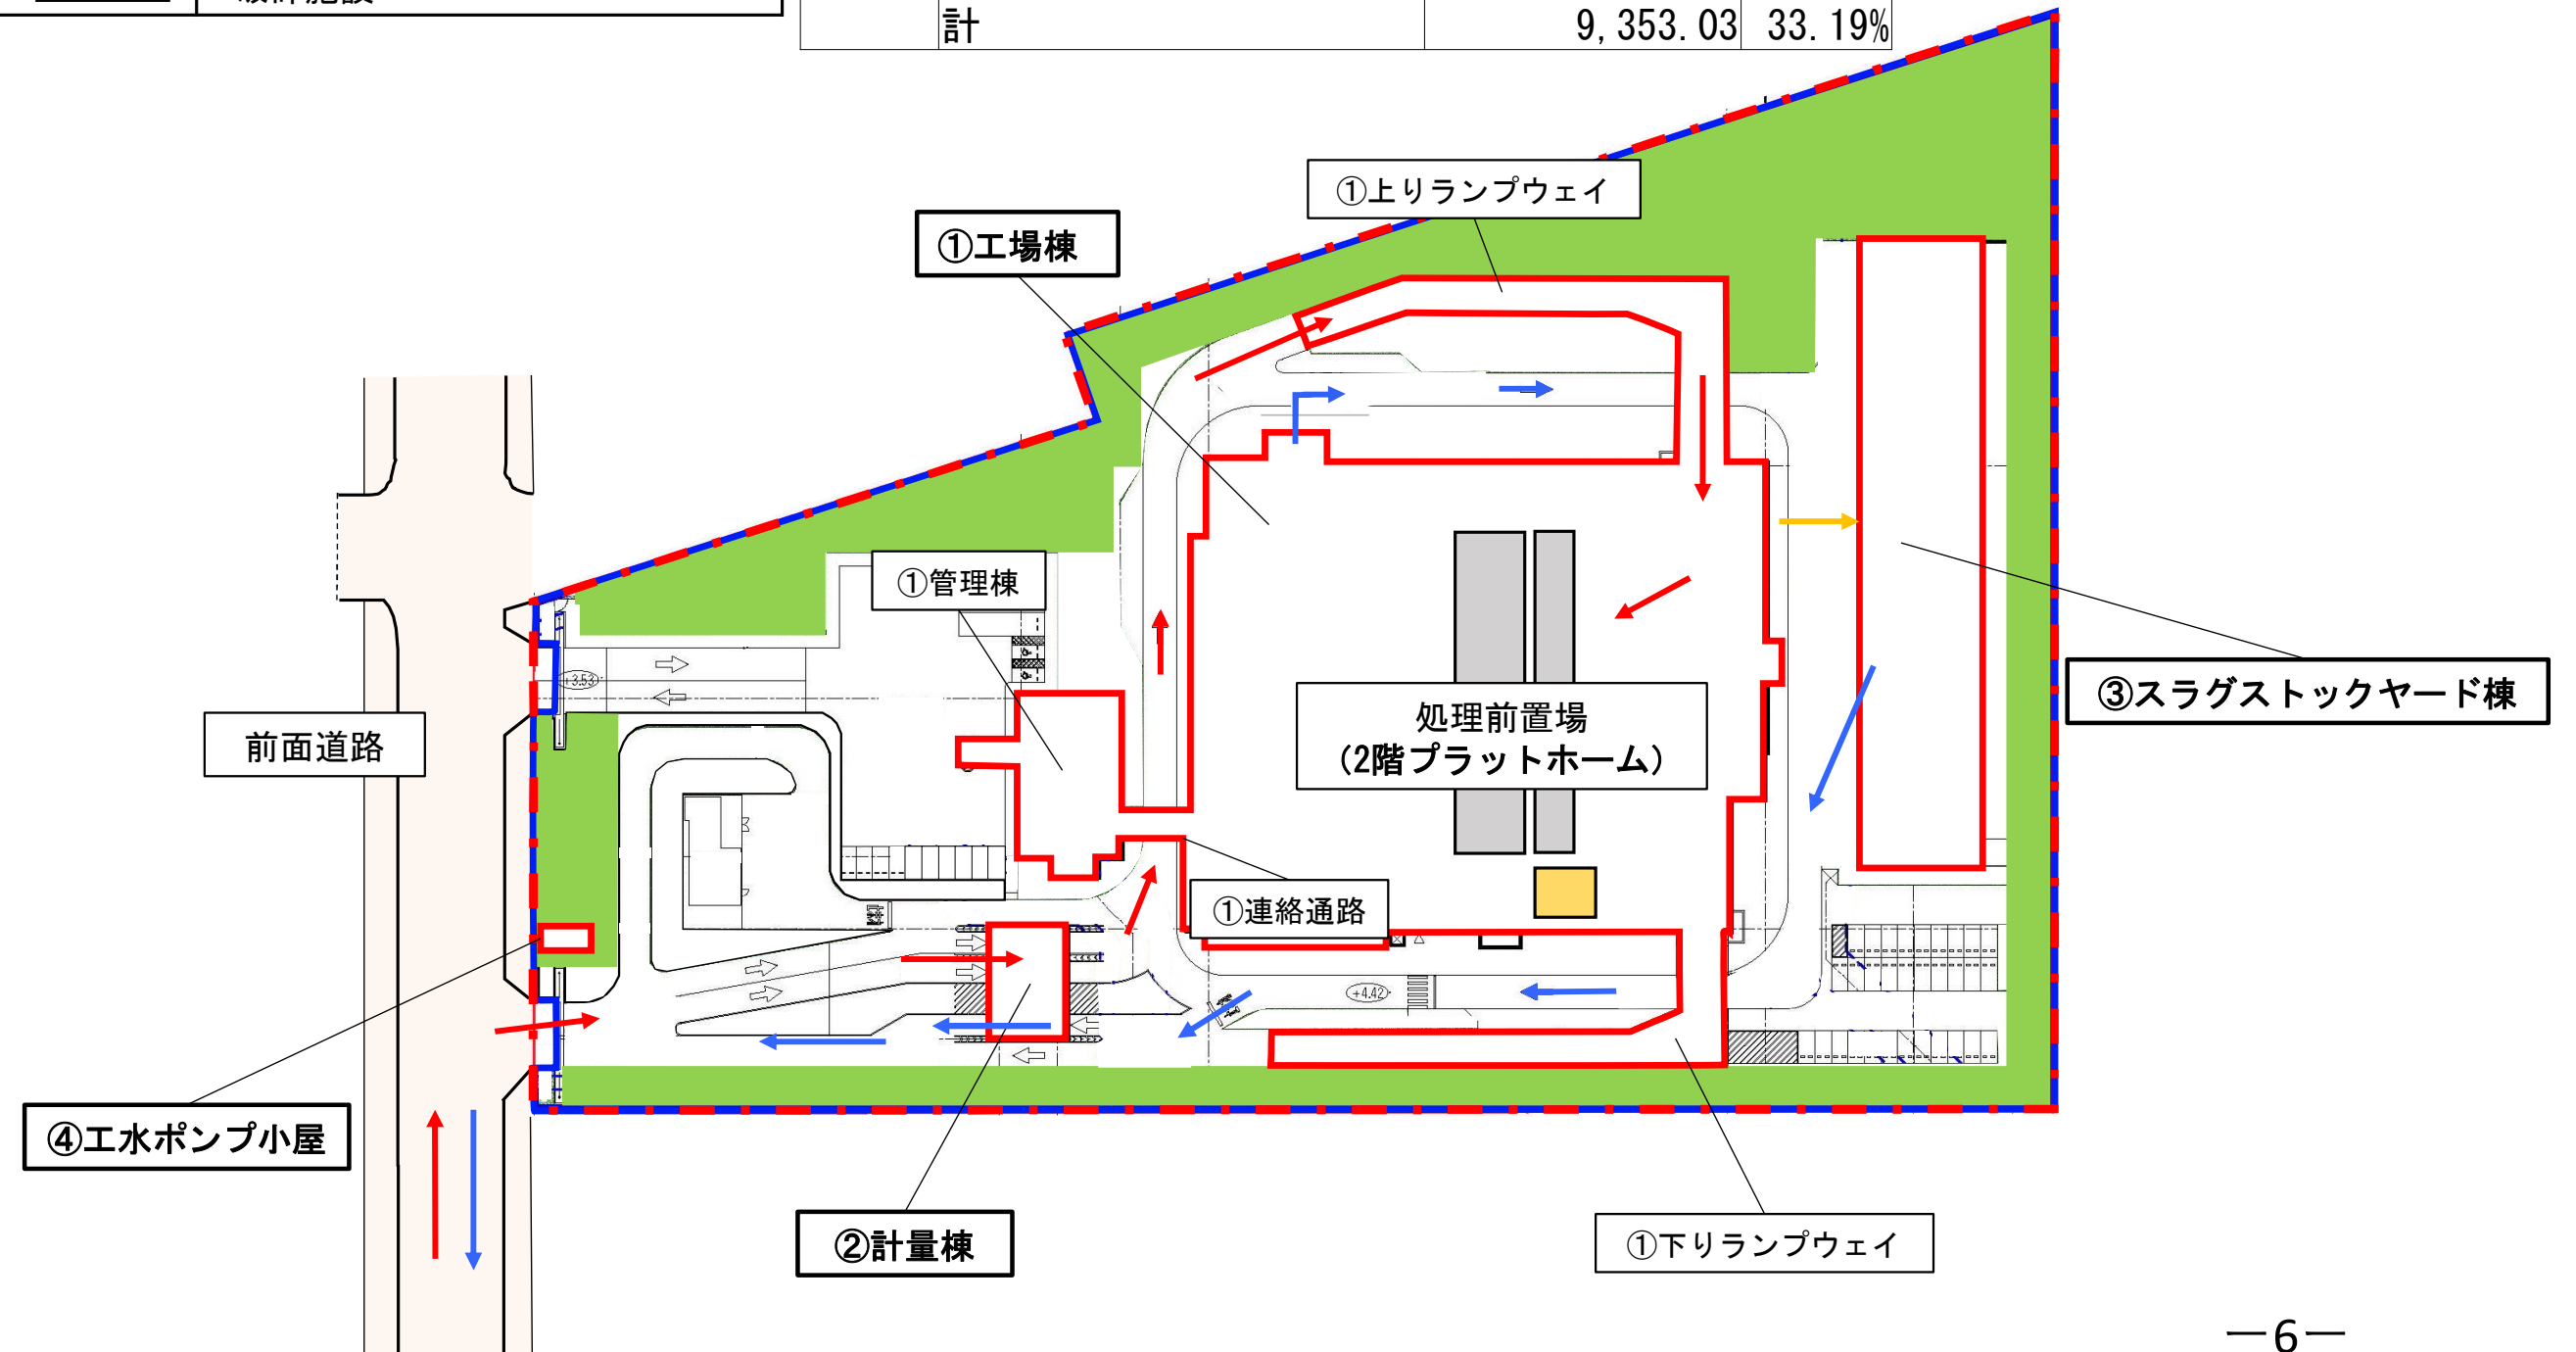 計 9,353.03 33.19%
①上りランプウェイ
①工場棟
①管理棟
+3.53
前面道路
処理前置場
(2階プラットホーム)
③スラグストックヤード棟
①連絡通路
+4.42
④工水ポンプ小屋
②計量棟
①下りランプウェイ
―6―